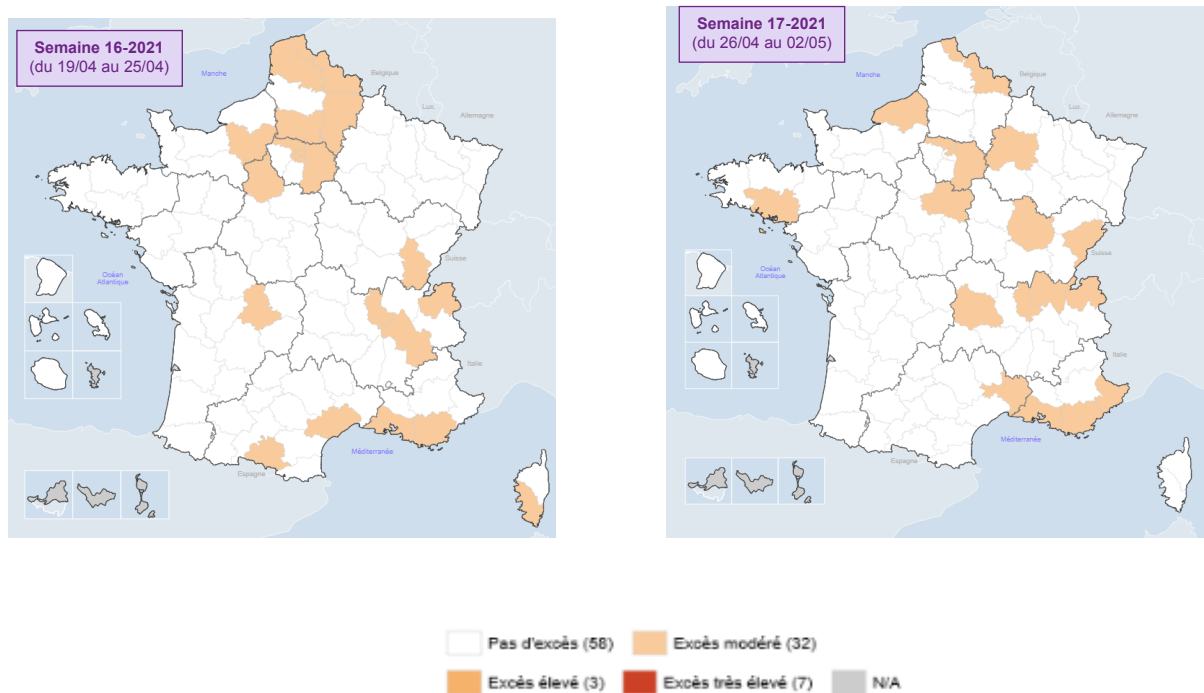 Semaine 16-2021
(du 19/04 au 25/04)
Manche
Belgique
Lux.
Allemagne
Océan
Atlantique
Suisse
Italie
Méditerranée
Espagne
Semaine 17-2021
(du 26/04 au 02/05)
Manche
Belgique
Lux.
Allemagne
Océan
Atlantique
Suisse
Italie
Méditerranée
Espagne
Pas d'excès (58)
Excès modéré (32)
Excès élevé (3)
Excès très élevé (7)
N/A